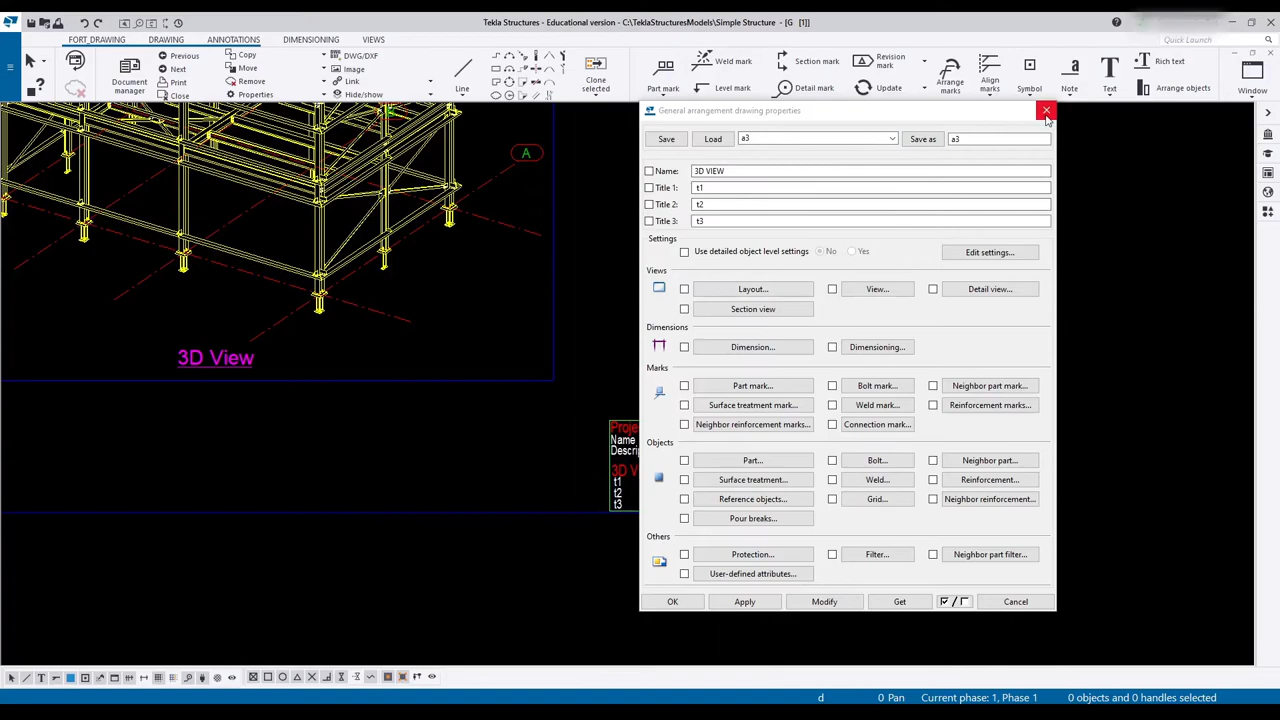 Tekla Structures - Educational version - C:\TeklaStructuresModels\Simple Structure - [G [1]]
FORT_DRAWING DRAWING ANNOTATIONS DIMENSIONING VIEWS
Quick Launch
Document manager
Previous
Next
Print
Close
Copy
Move
Remove
Properties
DWG/DXF
Image
Link
Hide/show
Line
Clone selected
Part mark
Weld mark
Level mark
Section mark
Detail mark
Revision mark
Update
Arrange marks
Align marks
Symbol
Note
Text
Rich text
Arrange objects
Window
A
3D View
Proje
Name
Descrip
3D V
t1
t2
t3
General arrangement drawing properties
Save Load a3 Save as a3
Name: 3D VIEW
Title 1: t1
Title 2: t2
Title 3: t3
Settings
Use detailed object level settings No Yes Edit settings...
Views
Layout... View... Detail view...
Section view
Dimensions
Dimension... Dimensioning...
Marks
Part mark... Bolt mark... Neighbor part mark...
Surface treatment mark... Weld mark... Reinforcement marks...
Neighbor reinforcement marks... Connection mark...
Objects
Part... Bolt... Neighbor part...
Surface treatment... Weld... Reinforcement...
Reference objects... Grid... Neighbor reinforcement...
Pour breaks...
Others
Protection... Filter... Neighbor part filter...
User-defined attributes...
OK Apply Modify Get / Cancel
d 0 Pan Current phase: 1, Phase 1 0 objects and 0 handles selected